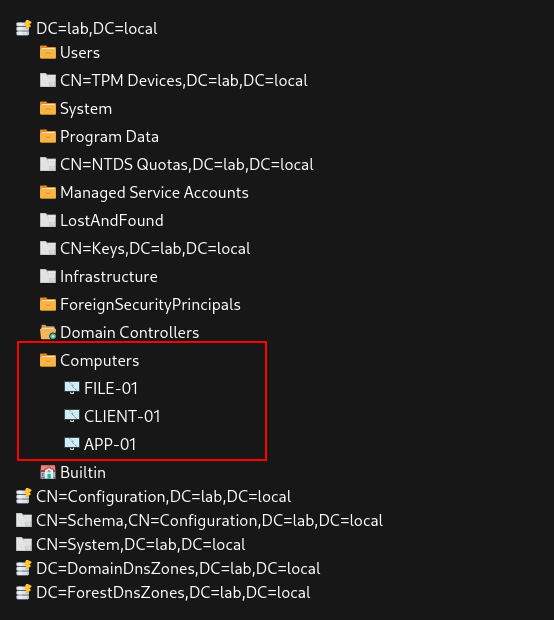 DC=lab,DC=local
Users
CN=TPM Devices,DC=lab,DC=local
System
Program Data
CN=NTDS Quotas,DC=lab,DC=local
Managed Service Accounts
LostAndFound
CN=Keys,DC=lab,DC=local
Infrastructure
ForeignSecurityPrincipals
Domain Controllers
Computers
FILE-01
CLIENT-01
APP-01
Builtin
CN=Configuration,DC=lab,DC=local
CN=Schema,CN=Configuration,DC=lab,DC=local
CN=System,DC=lab,DC=local
DC=DomainDnsZones,DC=lab,DC=local
DC=ForestDnsZones,DC=lab,DC=local